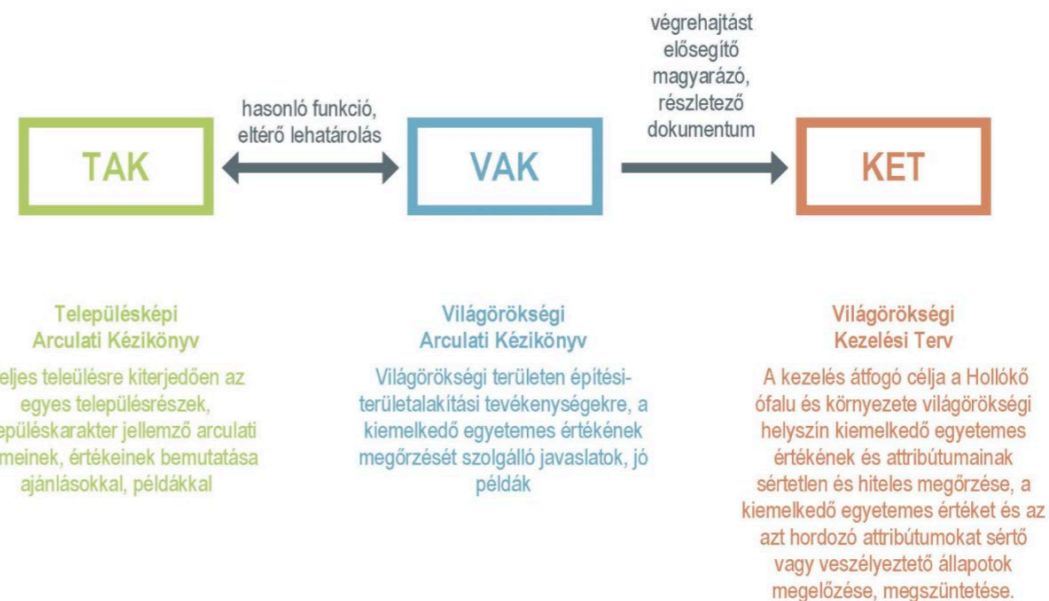 végrehajtást
elősegítő
magyarázó,
részletező
dokumentum
hasonló funkció,
eltérő lehatárolás
TAK
VAK
KET
Településképi
Arculati Kézikönyv
eljes teleülésre kiterjedően az
egyes településrészek,
epüléskarakter jellemző arculati
meinek, értékeinek bemutatása
ajánlásokkal, példákkal
Világörökségi
Arculati Kézikönyv
Világörökségi területen építési-
területalakítási tevékenységekre, a
kiemelkedő egyetemes értékének
megőrzését szolgáló javaslatok, jó
példák
Világörökségi
Kezelési Terv
A kezelés átfogó célja a Hollókő
ófalu és környezete világörökségi
helyszín kiemelkedő egyetemes
értékének és attribútumainak
sértetlen és hiteles megőrzése, a
kiemelkedő egyetemes értéket és az
azt hordozó attribútumokat sértő
vagy veszélyeztető állapotok
megelőzése, megszüntetése.